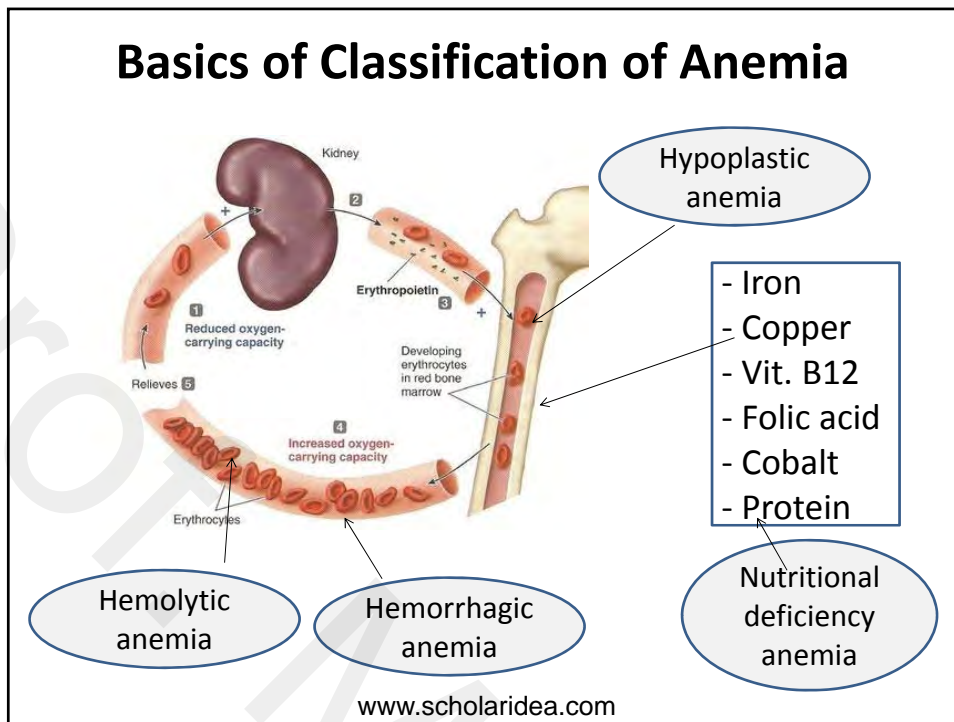 Basics of Classification of Anemia
Kidney
Hypoplastic
anemia
+
2
Erythropoietin
3
+
1
Reduced oxygen-
carrying capacity
- Iron
- Copper
- Vit. B12
- Folic acid
- Cobalt
- Protein
Developing
erythrocytes
in red bone
marrow
Relieves 5
4
Increased oxygen-
carrying capacity
Erythrocytes
Hemolytic
anemia
Hemorrhagic
anemia
Nutritional
deficiency
anemia
www.scholaridea.com